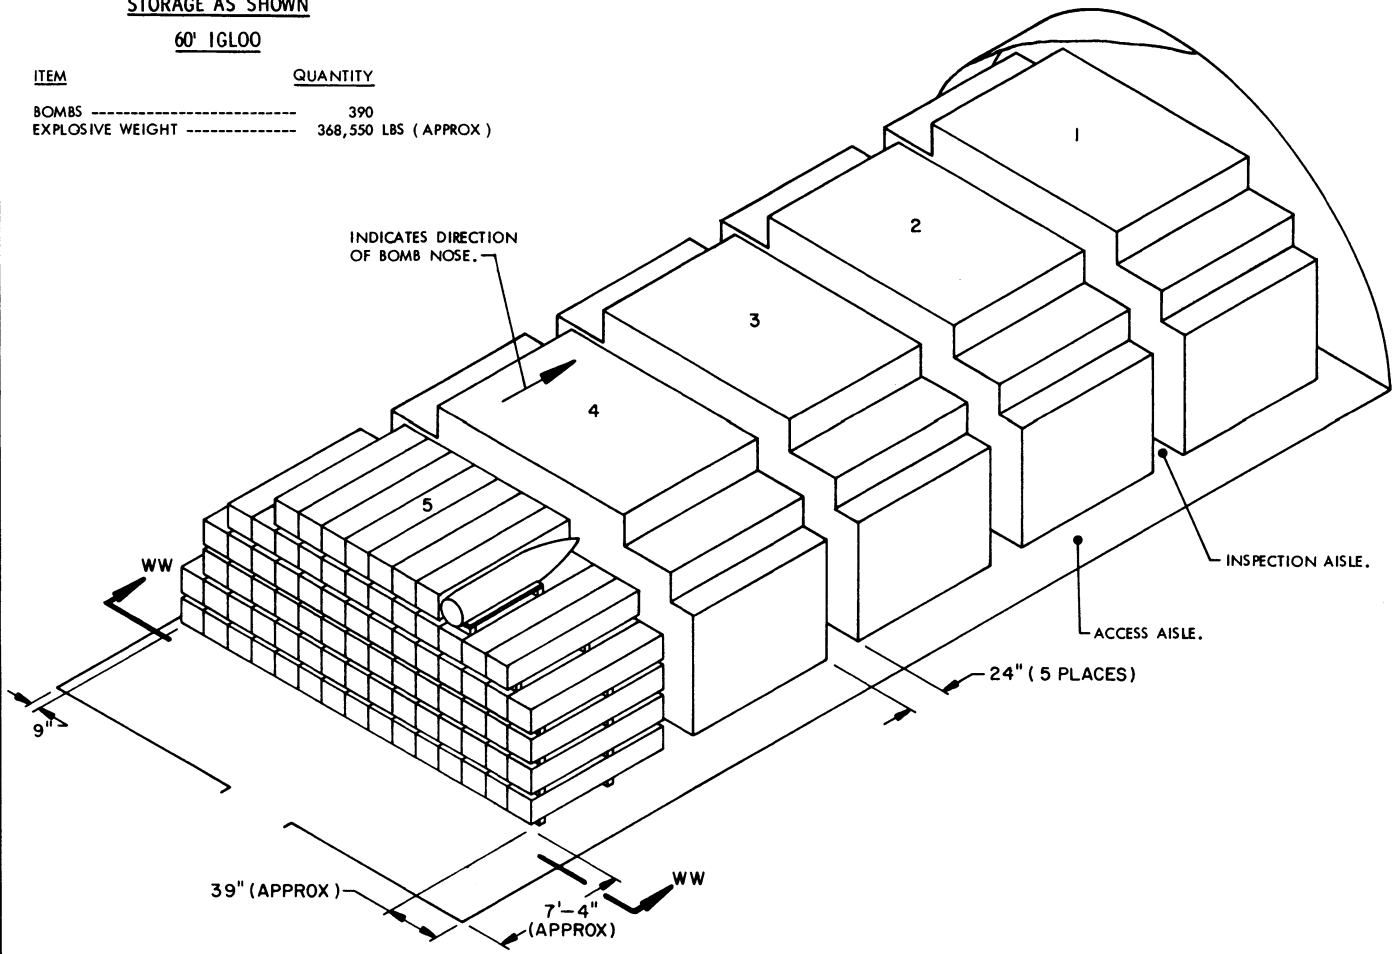 STORAGE AS SHOWN
60' IGLOO
ITEM QUANTITY
BOMBS -------------------------- 390
EXPLOSIVE WEIGHT -------------- 368,550 LBS (APPROX)
INDICATES DIRECTION
OF BOMB NOSE.
1
2
3
4
5
WW
INSPECTION AISLE.
ACCESS AISLE.
24" (5 PLACES)
9"
39" (APPROX)
7'-4"
(APPROX)
WW